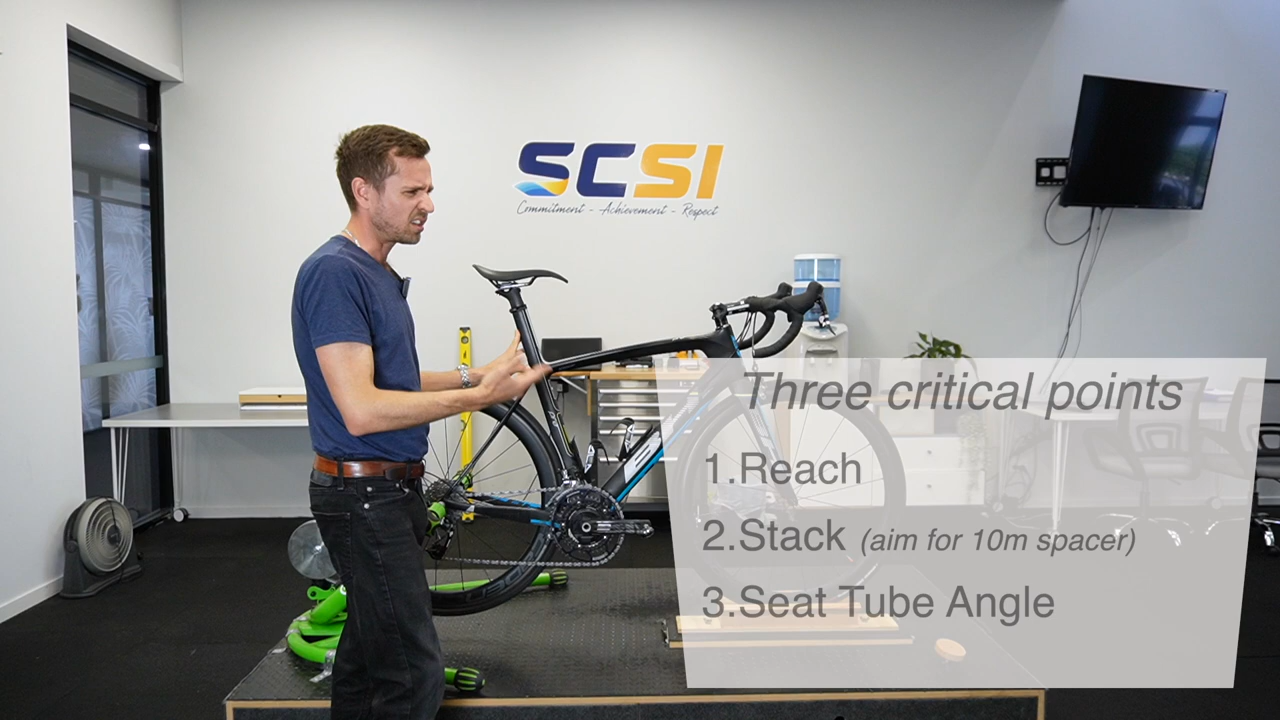 SCSI
Commitment - Achievement - Respect
Three critical points
1.Reach
2.Stack (aim for 10m spacer)
3.Seat Tube Angle